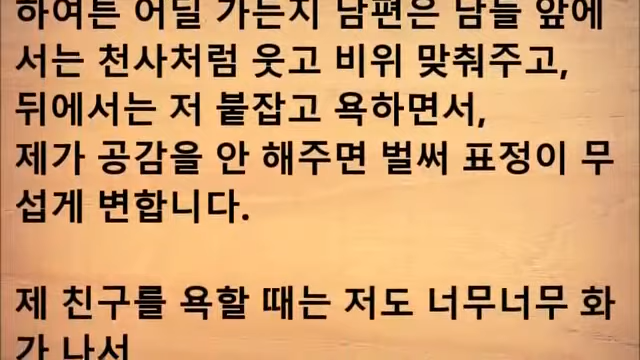 하여튼 어딜 가든지 남편은 남들 앞에
서는 천사처럼 웃고 비위 맞춰주고,
뒤에서는 저 붙잡고 욕하면서,
제가 공감을 안 해주면 벌써 표정이 무
섭게 변합니다.
제 친구를 욕할 때는 저도 너무너무 화
가 나서